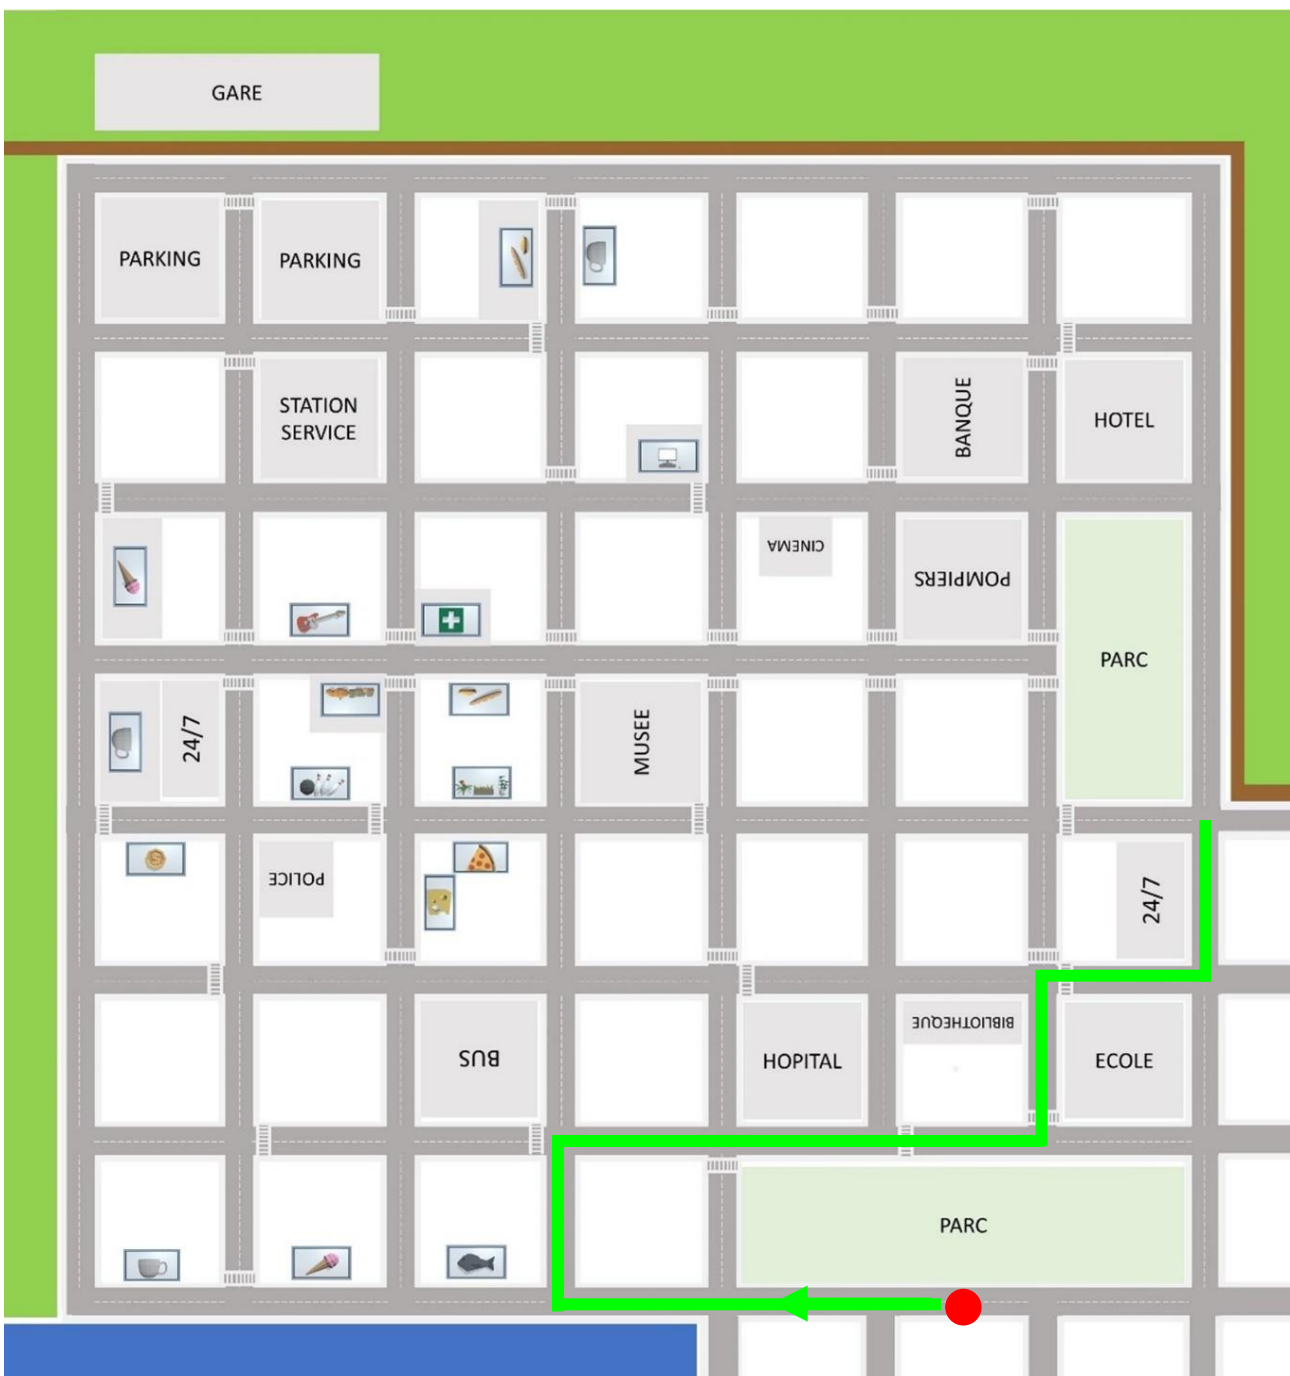 GARE
PARKING
PARKING
STATION
SERVICE
BANQUE
HOTEL
CINEMA
POMPIERS
PARC
24/7
MUSEE
POLICE
24/7
BUS
HOPITAL
BIBLIOTHEQUE
ECOLE
PARC